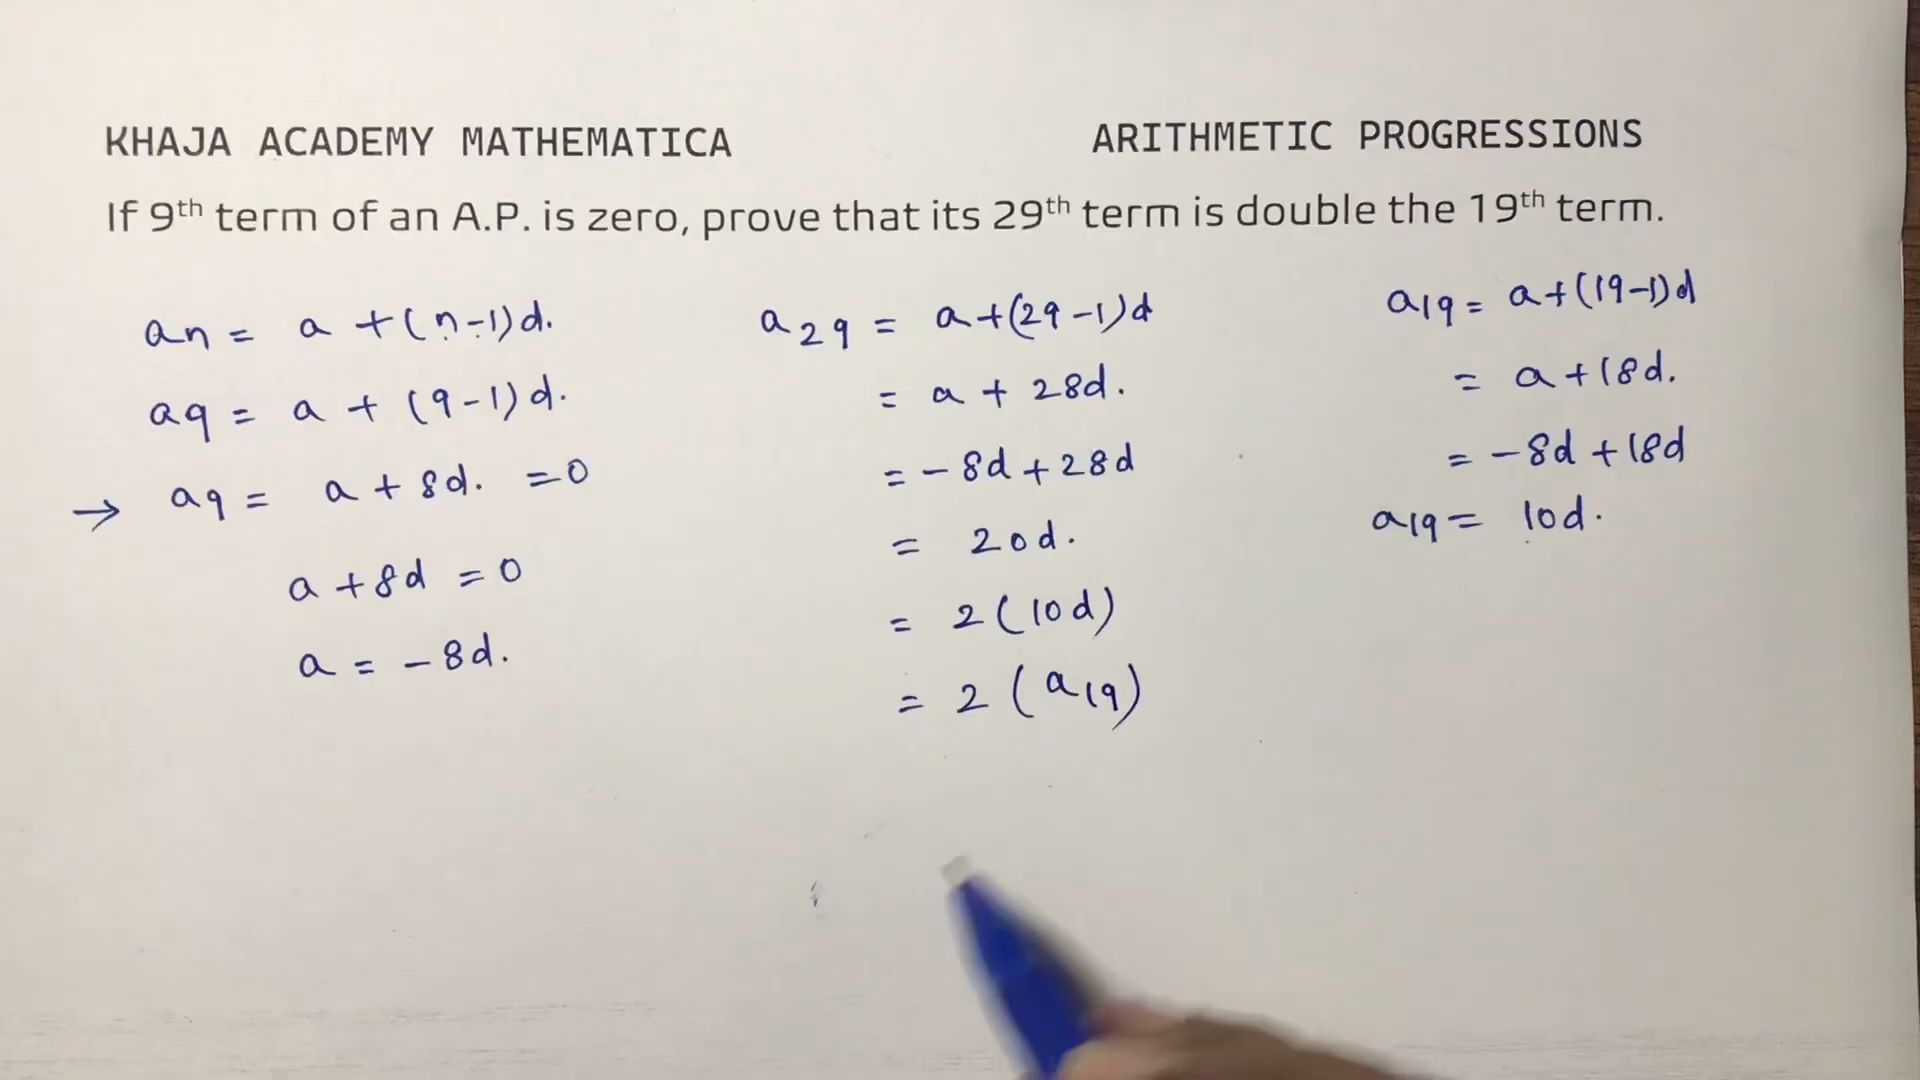 KHAJA ACADEMY MATHEMATICA
ARITHMETIC PROGRESSIONS
If 9th term of an A.P. is zero, prove that its 29th term is double the 19th term.
an = a + (n-1)d.
a9 = a + (9-1)d.
→ a9 = a + 8d. = 0
a + 8d = 0
a = -8d.
a29 = a+(29-1)d
= a + 28d.
= -8d + 28d
= 20d.
= 2(10d)
= 2(a19)
a19 = a+(19-1)d
= a+18d.
= -8d+18d
a19 = 10d.